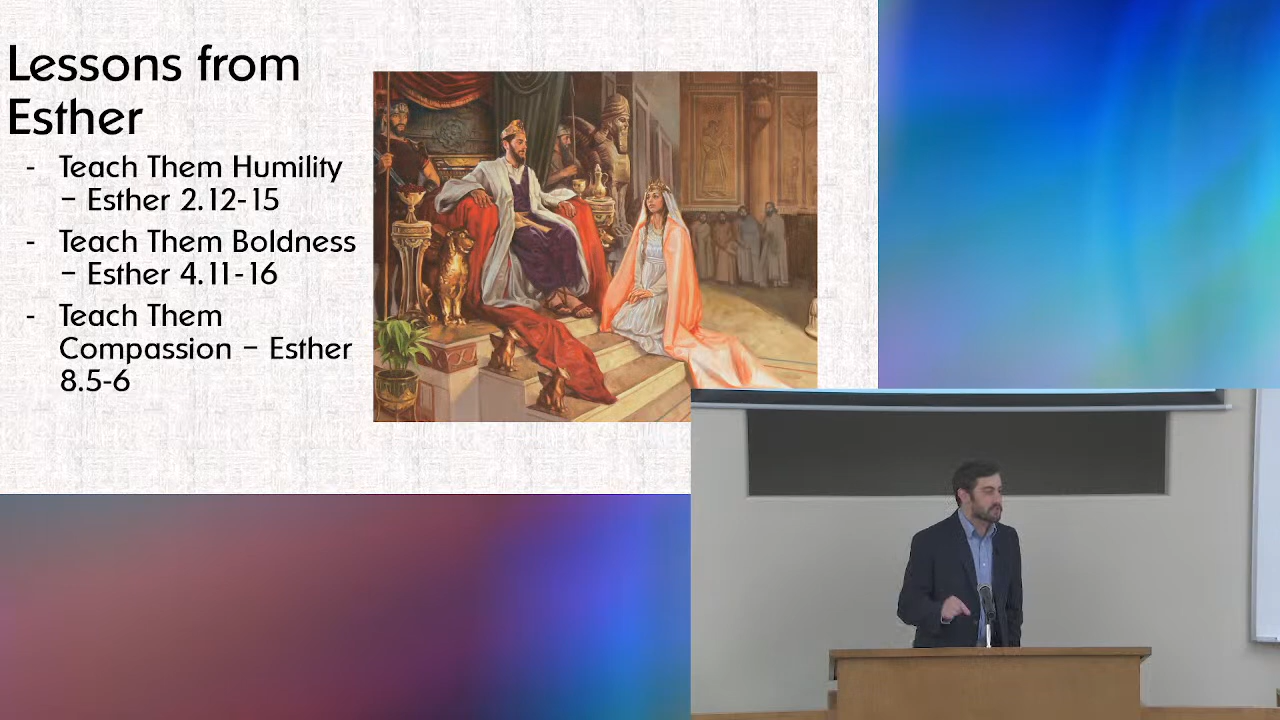 Lessons from
Esther
- Teach Them Humility
– Esther 2.12-15
- Teach Them Boldness
– Esther 4.11-16
- Teach Them
Compassion – Esther
8.5-6